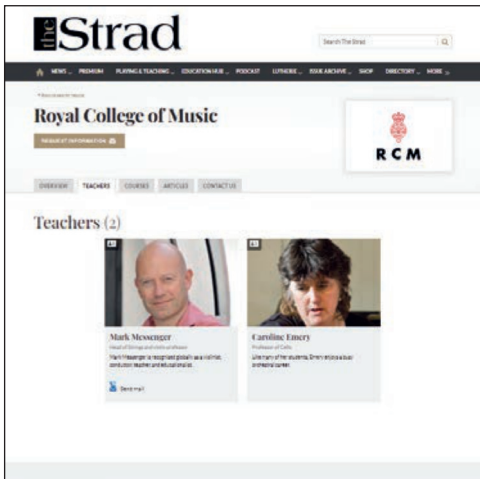 the Strad
Search The Strad
NEWS PREMIUM PLAYING & TEACHING EDUCATION HUB PODCAST LUTHERIE ISSUE ARCHIVE SHOP DIRECTORY MORE
Royal College of Music
REQUEST INFORMATION
RCM
OVERVIEW TEACHERS COURSES ARTICLES CONTACT US
Teachers (2)
Mark Messenger
Head of Strings and violin professor
Mark Messenger is recognised globally as a violinist,
conductor, teacher and educationalist.
Send mail
Caroline Emery
Professor of Cello
Like many of her students, Emery enjoys a busy
orchestral career.